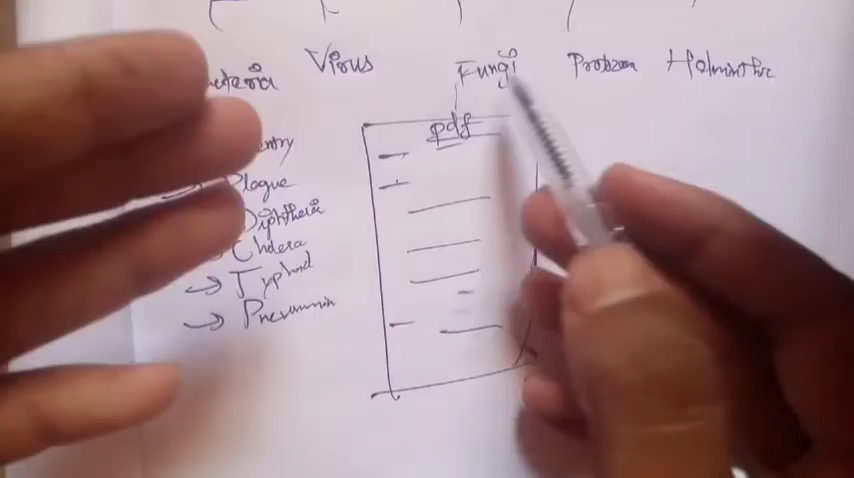 Virus
Fungi
Protozoa
Helminthic
pdf
Plague
Diphtheria
Cholera
→ Typhoid
→ Pneumonia